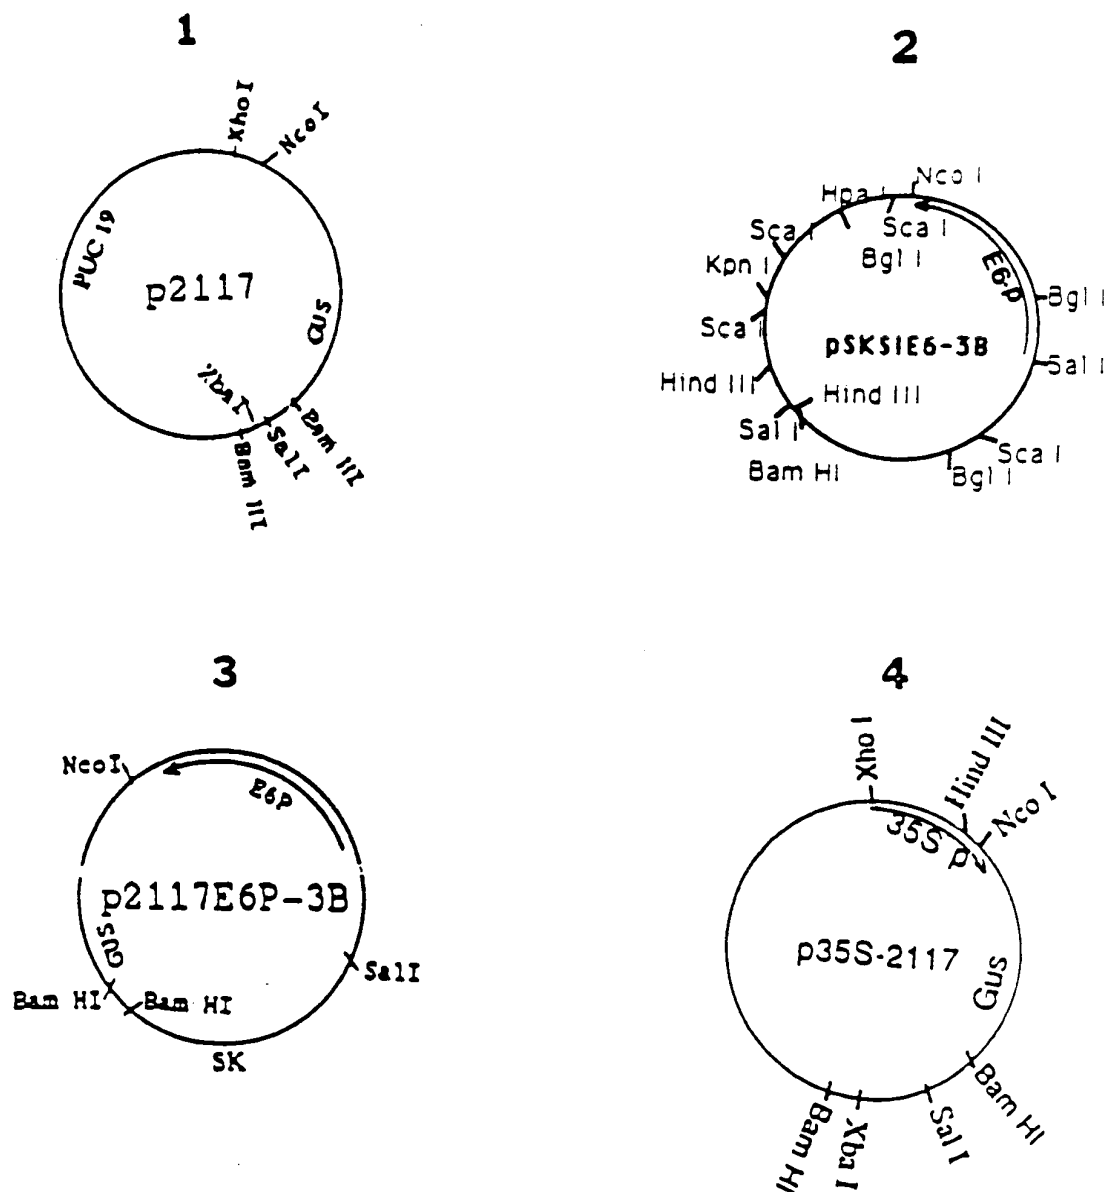 1
XhoI
NcoI
PUC19
p2117
GUS
XbaI
SalI
Bam III
Bam III
2
Nco I
Hpa I
Sca I
Sca I
Bgl I
Kpn I
E6-p
Bgl I
Sca I
pSKSIE6-3B
Sal I
Hind III
Hind III
Sal I
Sca I
Bam HI
Bgl I
3
NcoI
E6P
p2117E6P-3B
GUS
SalI
Bam HI
Bam HI
SK
4
Xho I
Hind III
Nco I
35S p
p35S-2117
Gus
Bam HI
Sal I
Xba I
Bam HI